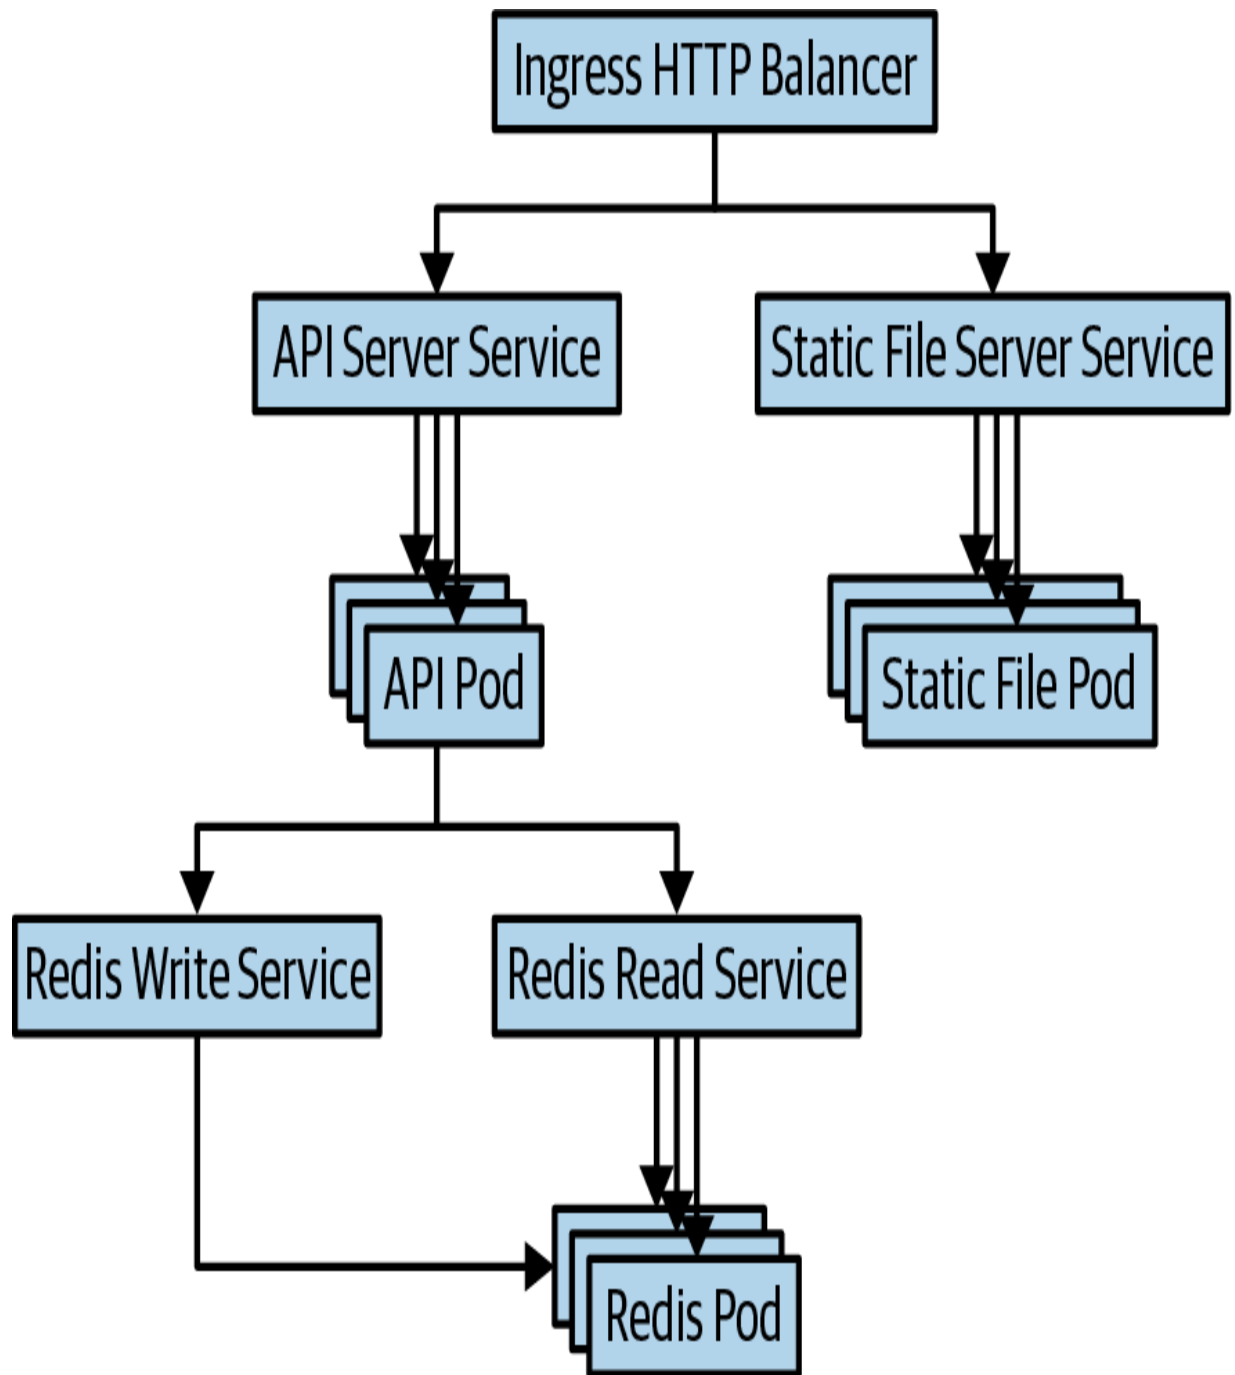 Ingress HTTP Balancer
API Server Service
Static File Server Service
API Pod
Static File Pod
Redis Write Service
Redis Read Service
Redis Pod